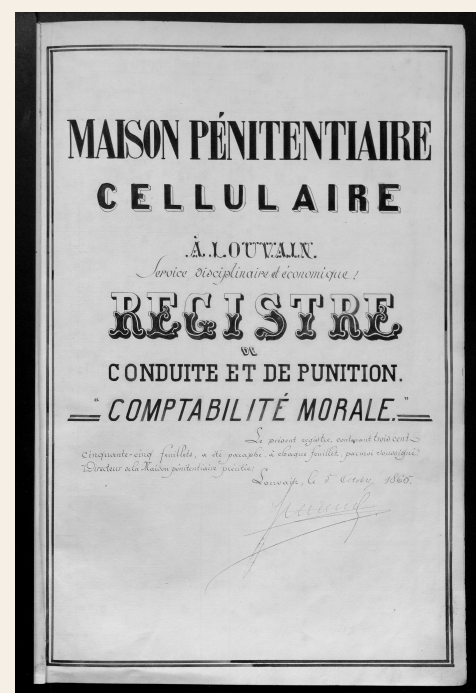 MAISON PÉNITENTIAIRE
CELLULAIRE
À LOUVAIN.
Service Disciplinaire et économique !
REGISTRE
DE
CONDUITE ET DE PUNITION.
"COMPTABILITÉ MORALE."
Le présent registre, contenant trois cent
cinquante-cinq feuillets, a été paraphé, à chaque feuillet, par moi soussigné
Directeur de la Maison pénitentiaire précitée
Louvain, le 1860.